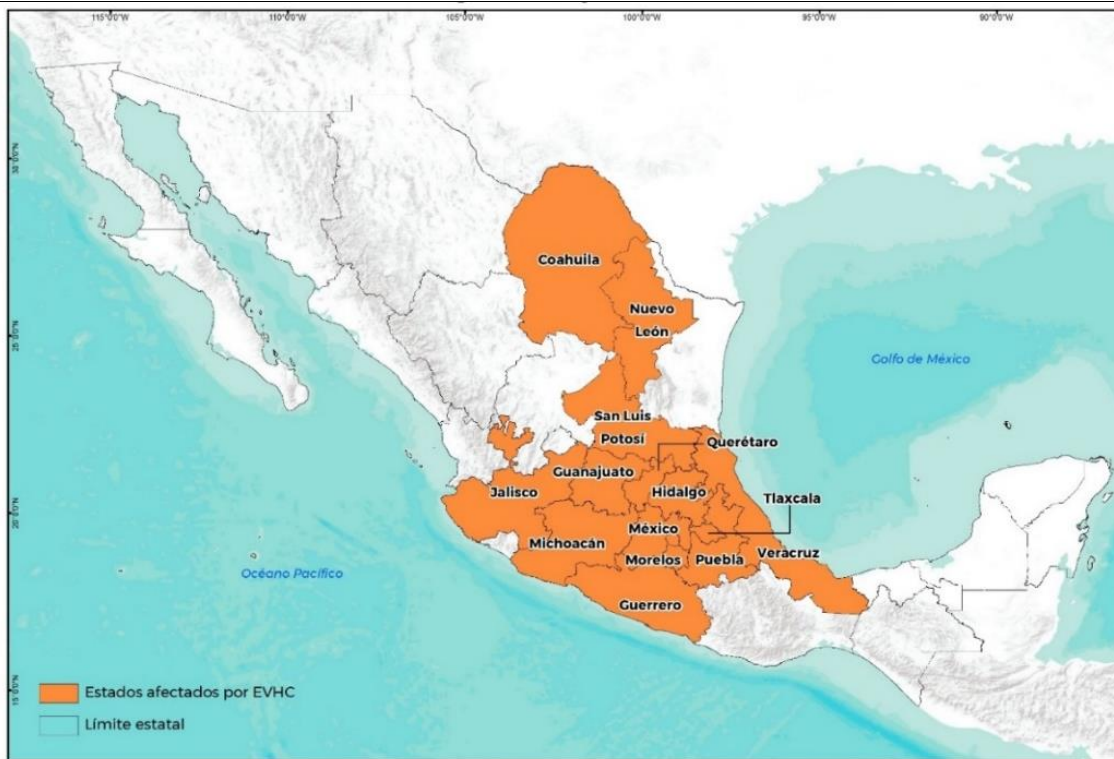 115°0'0"W 110°0'0"W 105°0'0"W 100°0'0"W 95°0'0"W 90°0'0"W
30°0'0"N
Coahuila
Nuevo
León
25°0'0"N
Golfo de México
San Luis
Potosí
Querétaro
Guanajuato
Jalisco
Hidalgo
Tlaxcala
20°0'0"N
México
Michoacán
Morelos
Puebla
Veracruz
Océano Pacífico
Guerrero
15°0'0"N
Estados afectados por EVHC
Límite estatal